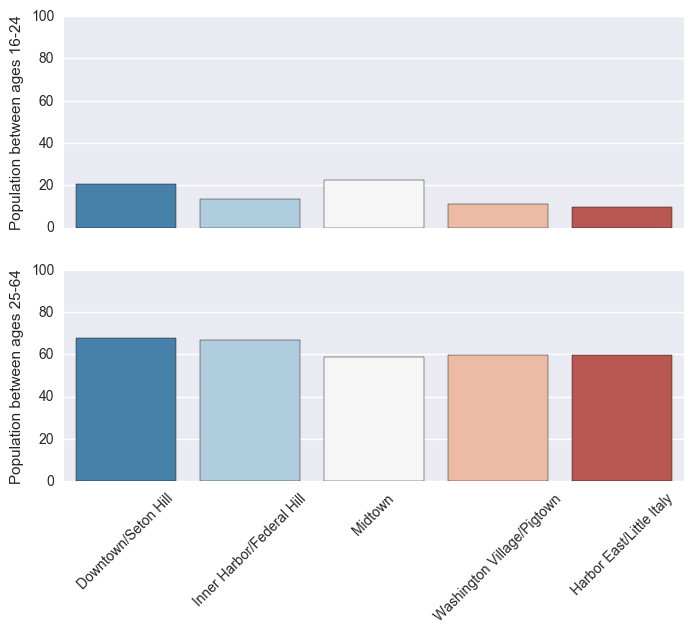 Population between ages 16-24
100
80
60
40
20
0
Population between ages 25-64
100
80
60
40
20
0
Downtown/Seton Hill
Inner Harbor/Federal Hill
Midtown
Washington Village/Pigtown
Harbor East/Little Italy